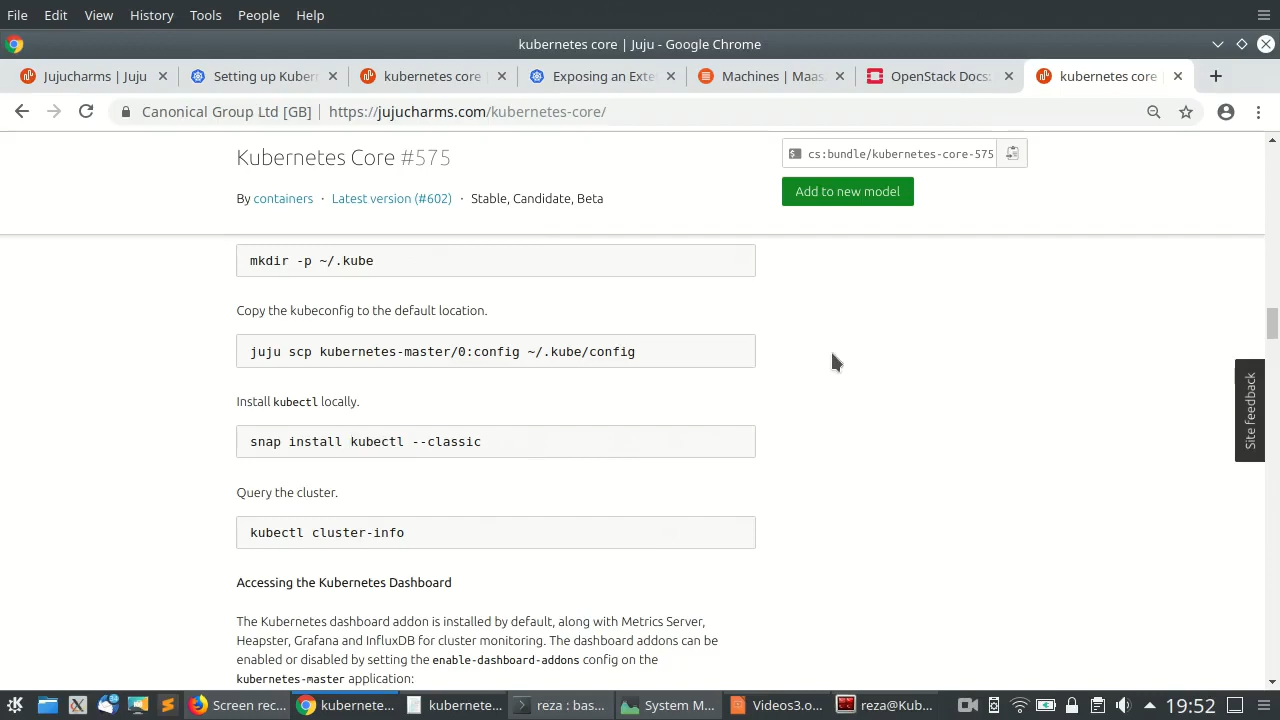 File Edit View History Tools People Help
kubernetes core | Juju - Google Chrome
Jujucharms | Juju
Setting up Kubern
kubernetes core
Exposing an Exte
Machines | Maas
OpenStack Docs:
kubernetes core
Canonical Group Ltd [GB] https://jujucharms.com/kubernetes-core/
Kubernetes Core #575
cs:bundle/kubernetes-core-575
Add to new model
By containers · Latest version (#602) · Stable, Candidate, Beta
mkdir -p ~/.kube
Copy the kubeconfig to the default location.
juju scp kubernetes-master/0:config ~/.kube/config
Install kubectl locally.
snap install kubectl --classic
Query the cluster.
kubectl cluster-info
Accessing the Kubernetes Dashboard
The Kubernetes dashboard addon is installed by default, along with Metrics Server,
Heapster, Grafana and InfluxDB for cluster monitoring. The dashboard addons can be
enabled or disabled by setting the enable-dashboard-addons config on the
kubernetes-master application:
Site feedback
Screen rec...
kubernete...
kubernete...
reza : bas...
System M...
Videos3.o...
reza@Kub...
19:52